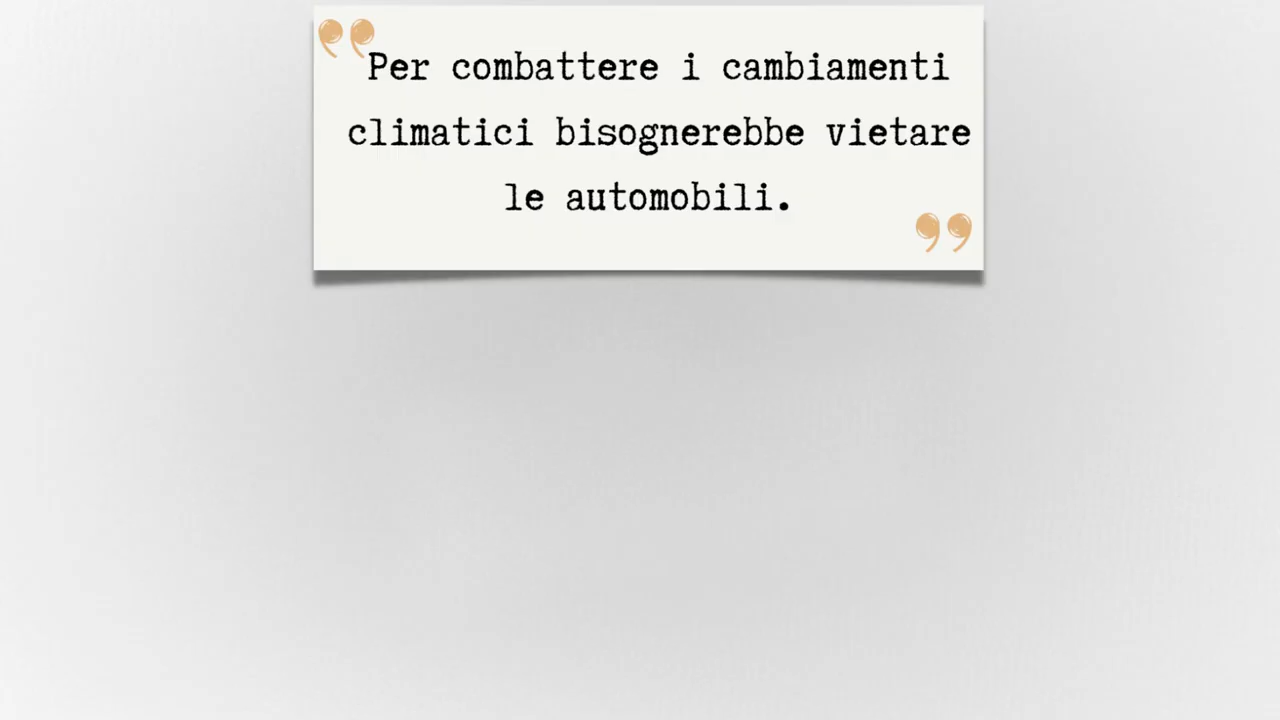 Per combattere i cambiamenti
climatici bisognerebbe vietare
le automobili.